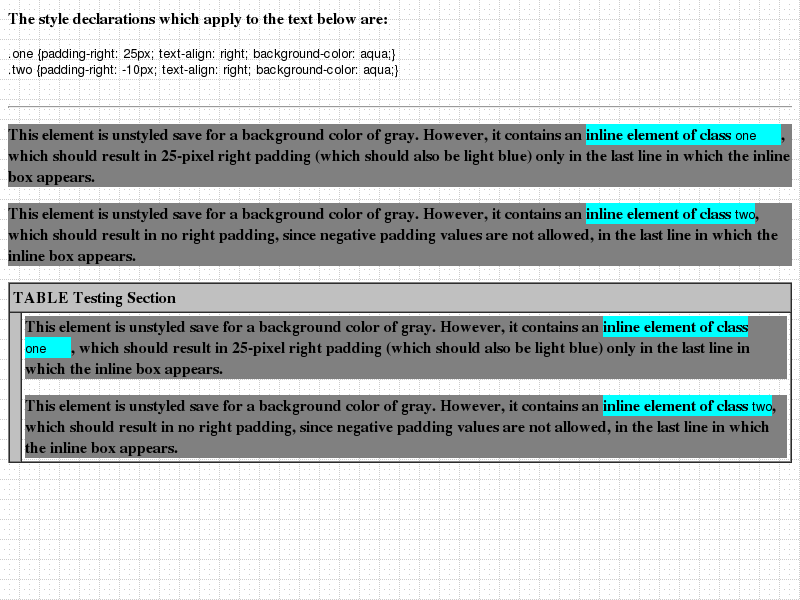 The style declarations which apply to the text below are:
.one {padding-right: 25px; text-align: right; background-color: aqua;}
.two {padding-right: -10px; text-align: right; background-color: aqua;}
This element is unstyled save for a background color of gray. However, it contains an inline element of class one ,
which should result in 25-pixel right padding (which should also be light blue) only in the last line in which the inline
box appears.
This element is unstyled save for a background color of gray. However, it contains an inline element of class two,
which should result in no right padding, since negative padding values are not allowed, in the last line in which the
inline box appears.
TABLE Testing Section
This element is unstyled save for a background color of gray. However, it contains an inline element of class
one , which should result in 25-pixel right padding (which should also be light blue) only in the last line in
which the inline box appears.
This element is unstyled save for a background color of gray. However, it contains an inline element of class two,
which should result in no right padding, since negative padding values are not allowed, in the last line in which
the inline box appears.